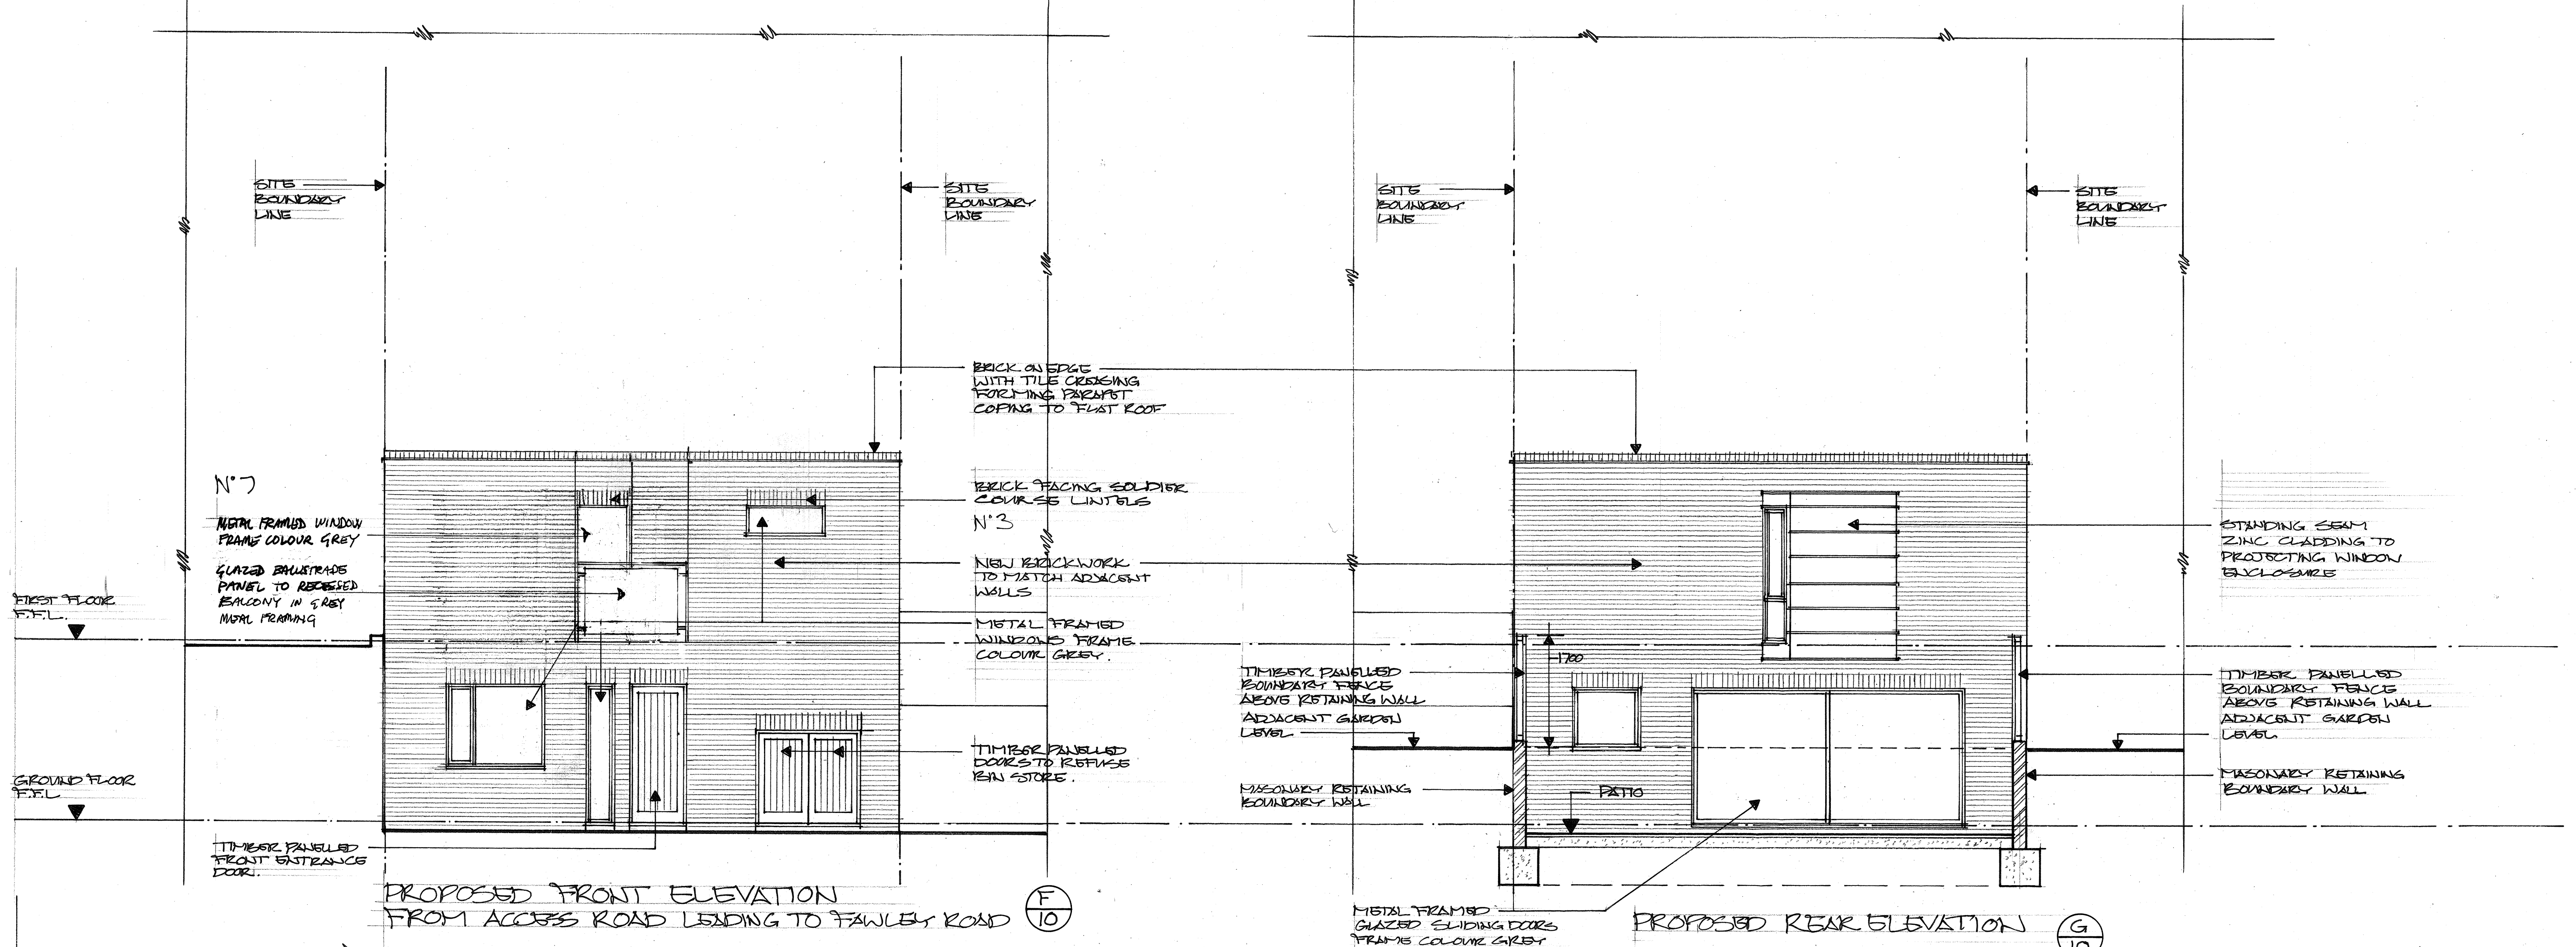 SITE
BOUNDARY
LINE
SITE
BOUNDARY
LINE
SITE
BOUNDARY
LINE
SITE
BOUNDARY
LINE
BRICK ON EDGE
WITH TILE CREASING
FORMING PARAPET
COPING TO FLAT ROOF
N°7
METAL FRAMED WINDOW
FRAME COLOUR GREY
GLAZED BALUSTRADE
PANEL TO RECESSED
BALCONY IN GREY
METAL FRAMING
FIRST FLOOR
F.F.L.
GROUND FLOOR
F.F.L
BRICK FACING SOLDIER
COURSE LINTELS
N°3
NEW BRICKWORK
TO MATCH ADJACENT
WALLS
METAL FRAMED
WINDOWS FRAME
COLOUR GREY.
TIMBER PANELLED
DOORS TO REFUSE
BIN STORE.
TIMBER PANELLED
FRONT ENTRANCE
DOOR.
PROPOSED FRONT ELEVATION
FROM ACCESS ROAD LEADING TO FAWLEY ROAD
F
10
STANDING SEAM
ZINC CLADDING TO
PROJECTING WINDOW
ENCLOSURE
1700
TIMBER PANELLED
BOUNDARY FENCE
ABOVE RETAINING WALL
ADJACENT GARDEN
LEVEL
MASONARY RETAINING
BOUNDARY WALL
PATIO
TIMBER PANELLED
BOUNDARY FENCE
ABOVE RETAINING WALL
ADJACENT GARDEN
LEVEL
MASONARY RETAINING
BOUNDARY WALL
METAL FRAMED
GLAZED SLIDING DOORS
FRAME COLOUR GREY
PROPOSED REAR ELEVATION
G
10